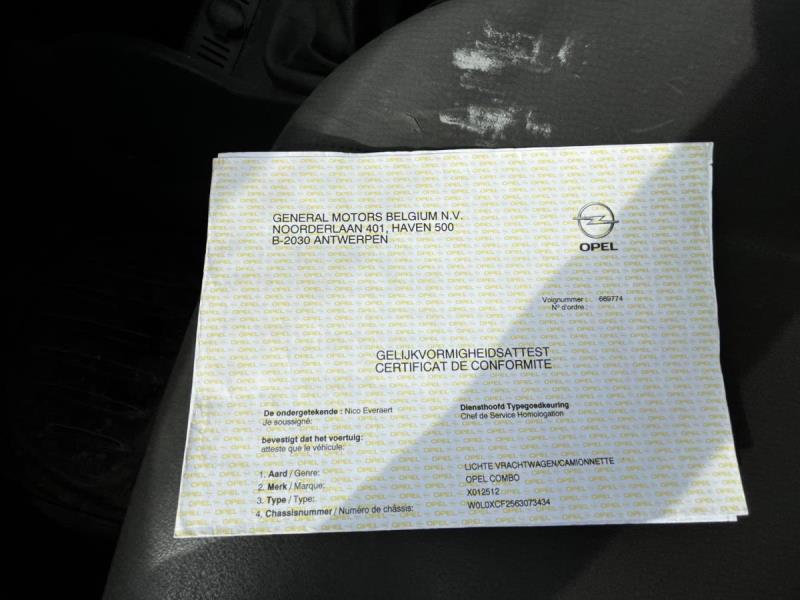 GENERAL MOTORS BELGIUM N.V.
NOORDERLAAN 401, HAVEN 500
B-2030 ANTWERPEN
OPEL
Volgnummer : 669774
N° d'ordre
GELIJKVORMIGHEIDSATTEST
CERTIFICAT DE CONFORMITE
De ondergetekende : Nico Everaert
Je soussigné:
Diensthoofd Typegoedkeuring
Chef de Service Homologation
bevestigt dat het voertuig:
atteste que le véhicule:
1. Aard / Genre: LICHTE VRACHTWAGEN/CAMIONNETTE
2. Merk / Marque: OPEL COMBO
3. Type / Type: X012512
4. Chassisnummer / Numéro de châssis: W0L0XCF2563073434